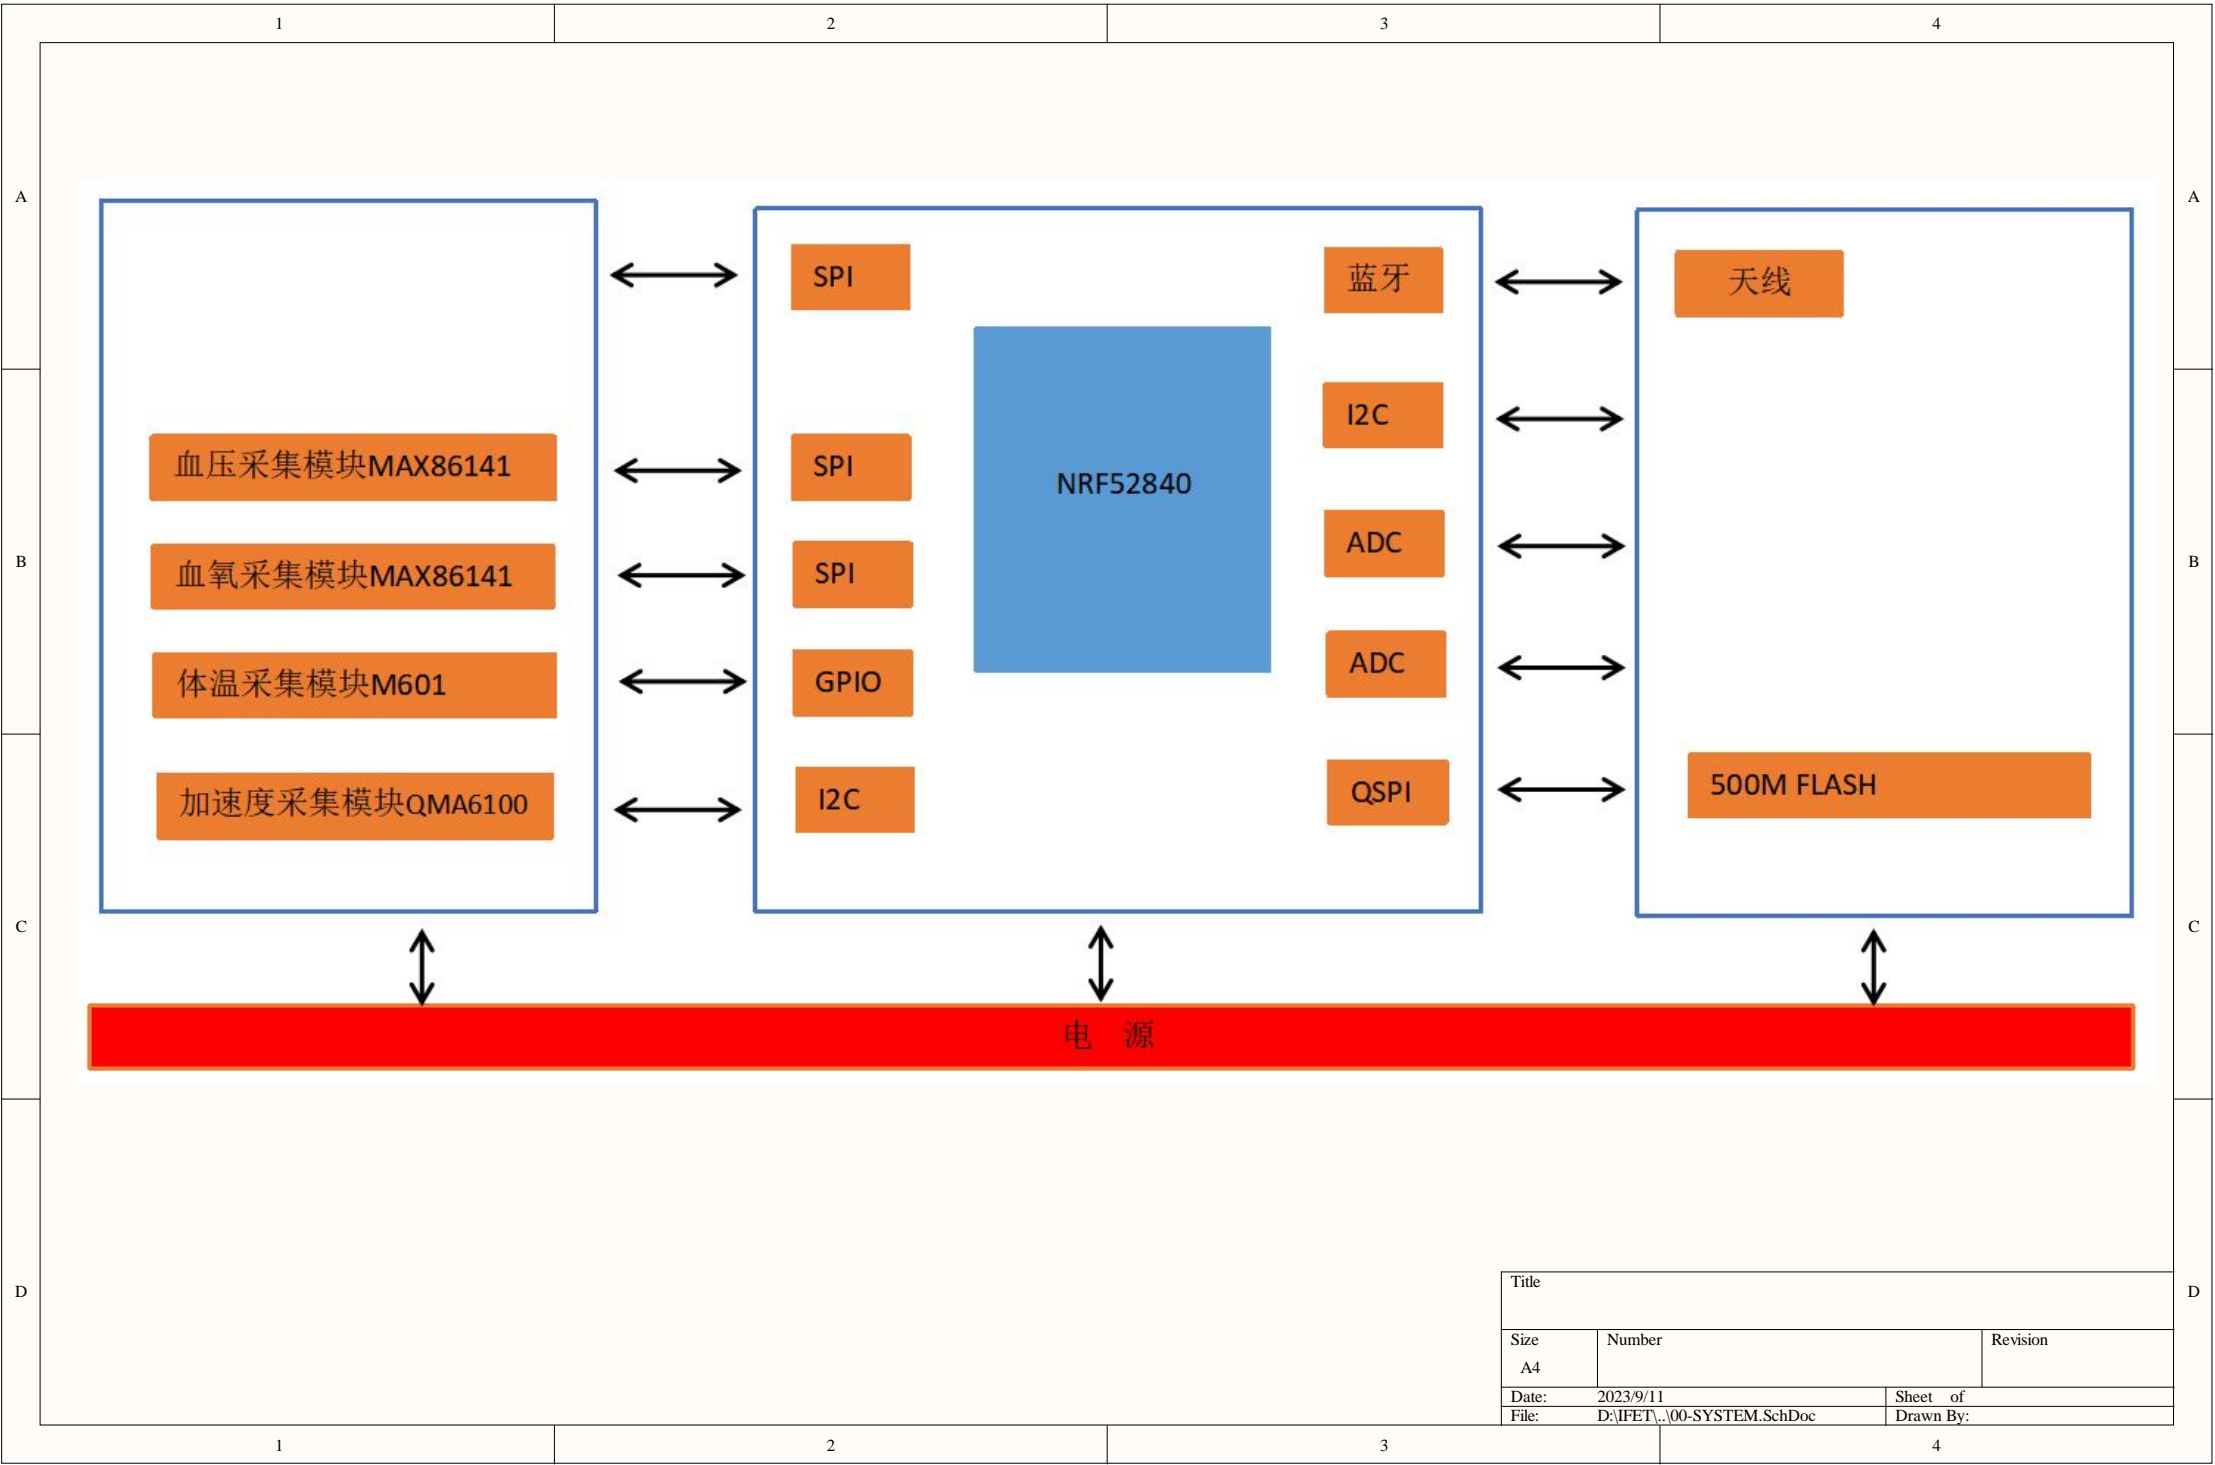 1 2 3 4
A A
SPI 蓝牙 天线
I2C
血压采集模块MAX86141 SPI NRF52840
ADC
B B
血氧采集模块MAX86141 SPI
体温采集模块M601 GPIO ADC
加速度采集模块QMA6100 I2C QSPI 500M FLASH
C C
电 源
D D
Title
Size Number Revision
A4
Date: 2023/9/11 Sheet of
File: D:\IFET\..\00-SYSTEM.SchDoc Drawn By:
1 2 3 4